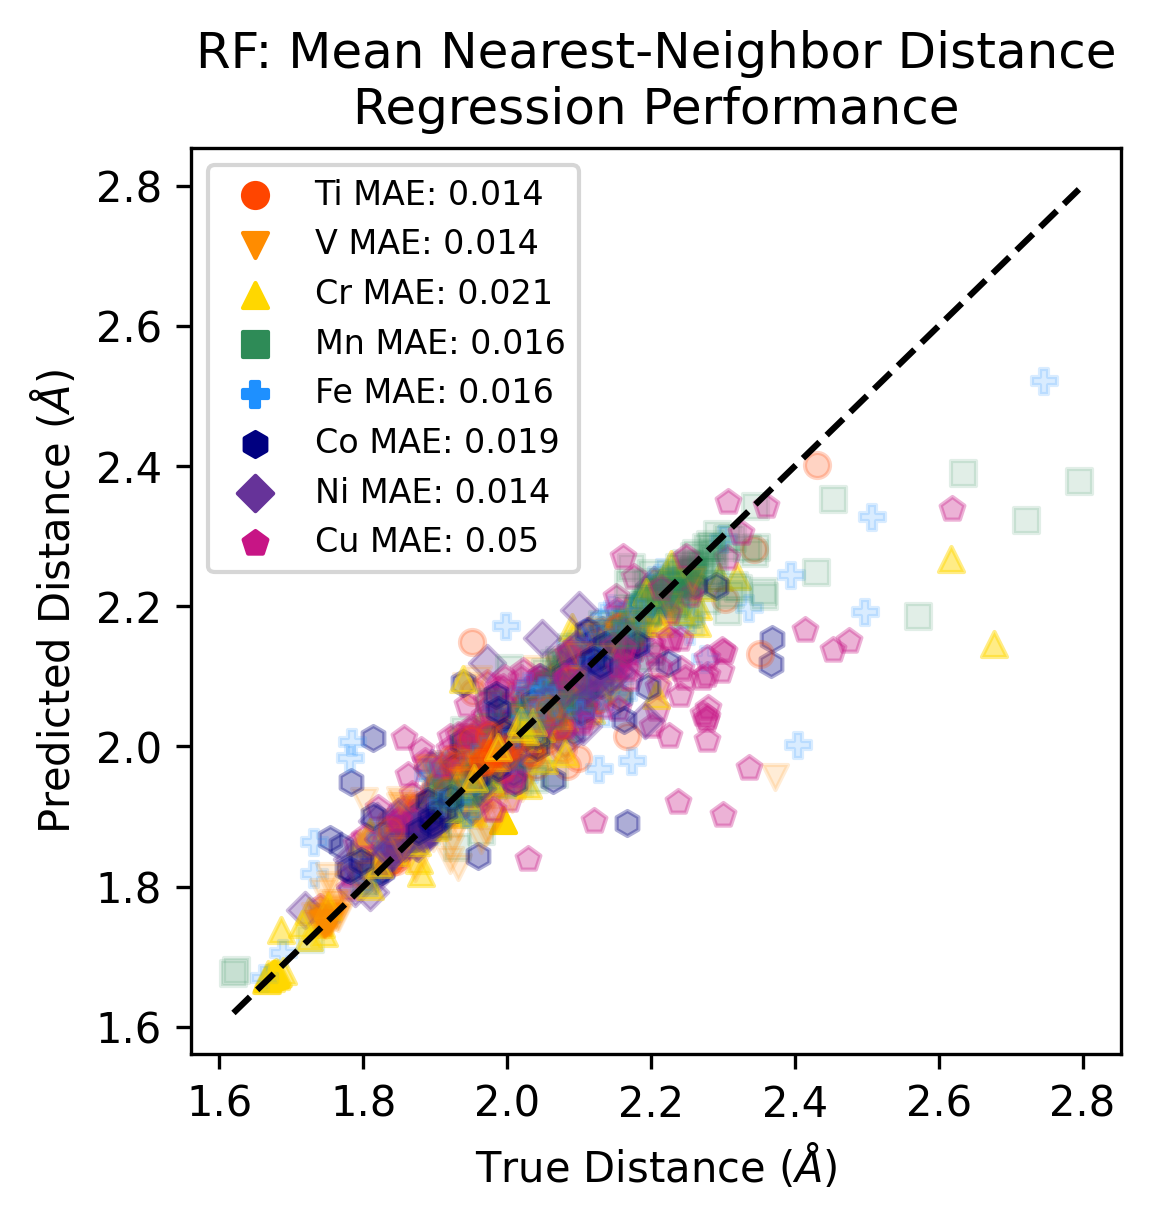 RF: Mean Nearest-Neighbor Distance
Regression Performance
Ti MAE: 0.014
V MAE: 0.014
Cr MAE: 0.021
Mn MAE: 0.016
Fe MAE: 0.016
Co MAE: 0.019
Ni MAE: 0.014
Cu MAE: 0.05
Predicted Distance (Å)
2.8
2.6
2.4
2.2
2.0
1.8
1.6
1.6 1.8 2.0 2.2 2.4 2.6 2.8
True Distance (Å)